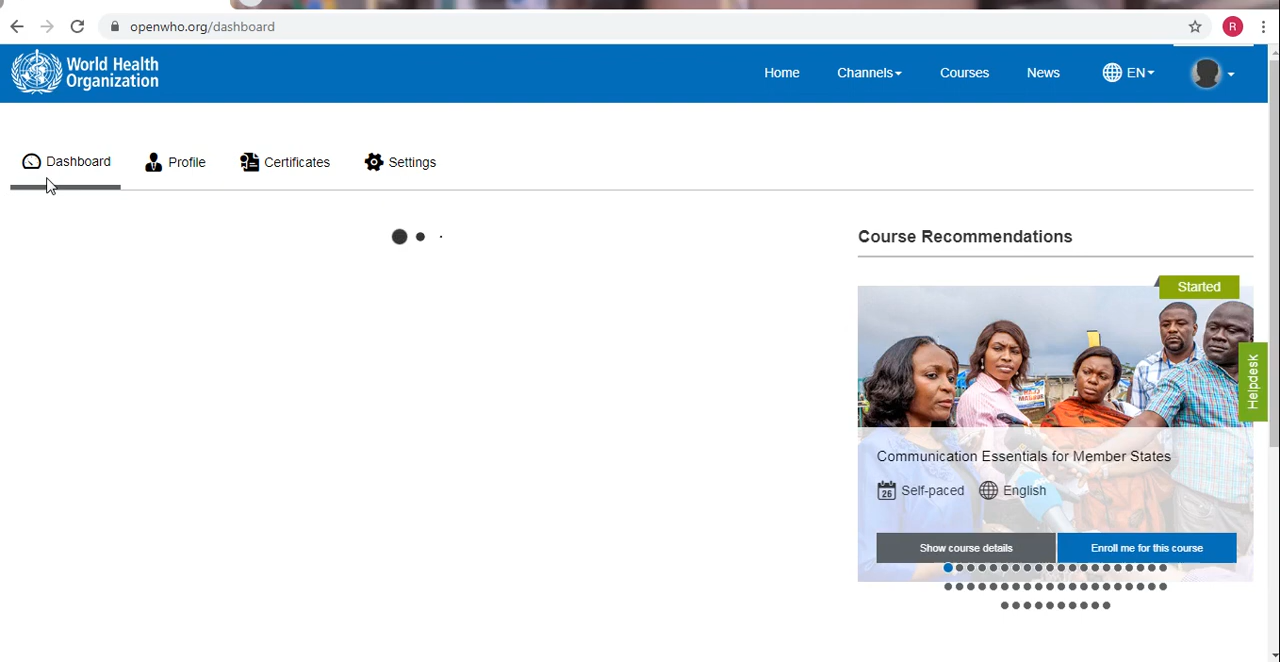 openwho.org/dashboard
R
World Health
Organization
Home
Channels
Courses
News
EN
Dashboard
Profile
Certificates
Settings
Course Recommendations
Started
Helpdesk
Communication Essentials for Member States
26
Self-paced
English
Show course details
Enroll me for this course